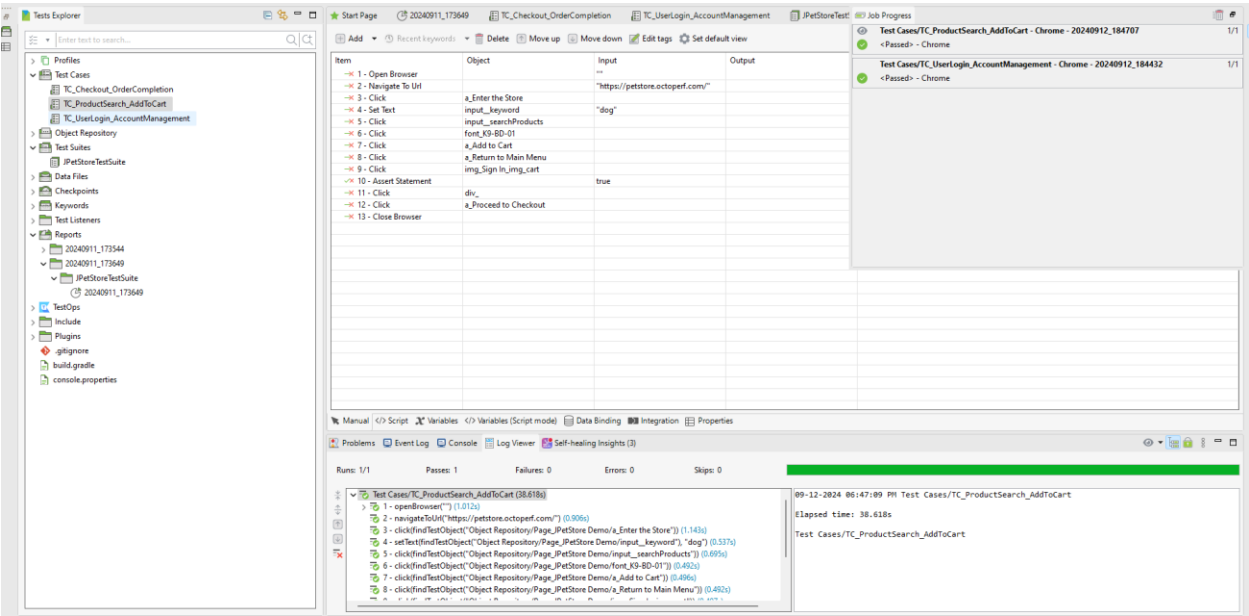 Tests Explorer
Enter text to search...
Profiles
Test Cases
TC_Checkout_OrderCompletion
TC_ProductSearch_AddToCart
TC_UserLogin_AccountManagement
Object Repository
Test Suites
JPetStoreTestSuite
Data Files
Checkpoints
Keywords
Test Listeners
Reports
20240911_173544
20240911_173649
JPetStoreTestSuite
20240911_173649
TestOps
Include
Plugins
.gitignore
build.gradle
console.properties
Start Page 20240911_173649 TC_Checkout_OrderCompletion TC_UserLogin_AccountManagement JPetStoreTest
Add Recent keywords Delete Move up Move down Edit tags Set default view
Item Object Input Output
1 - Open Browser ""
2 - Navigate To Url "https://petstore.octoperf.com/"
3 - Click a_Enter the Store
4 - Set Text input__keyword "dog"
5 - Click input__searchProducts
6 - Click font_K9-BD-01
7 - Click a_Add to Cart
8 - Click a_Return to Main Menu
9 - Click img_Sign In_img_cart
10 - Assert Statement true
11 - Click div_
12 - Click a_Proceed to Checkout
13 - Close Browser
Job Progress
Test Cases/TC_ProductSearch_AddToCart - Chrome - 20240912_184707 1/1
<Passed> - Chrome
Test Cases/TC_UserLogin_AccountManagement - Chrome - 20240912_184432 1/1
<Passed> - Chrome
Manual </> Script Variables </> Variables (Script mode) Data Binding Integration Properties
Problems Event Log Console Log Viewer Self-healing Insights (3)
Runs: 1/1 Passes: 1 Failures: 0 Errors: 0 Skips: 0
Test Cases/TC_ProductSearch_AddToCart (38.618s)
1 - openBrowser("") (1.012s)
2 - navigateToUrl("https://petstore.octoperf.com/") (0.906s)
3 - click(findTestObject("Object Repository/Page_JPetStore Demo/a_Enter the Store")) (1.143s)
4 - setText(findTestObject("Object Repository/Page_JPetStore Demo/input__keyword"), "dog") (0.537s)
5 - click(findTestObject("Object Repository/Page_JPetStore Demo/input__searchProducts")) (0.695s)
6 - click(findTestObject("Object Repository/Page_JPetStore Demo/font_K9-BD-01")) (0.492s)
7 - click(findTestObject("Object Repository/Page_JPetStore Demo/a_Add to Cart")) (0.496s)
8 - click(findTestObject("Object Repository/Page_JPetStore Demo/a_Return to Main Menu")) (0.492s)
09-12-2024 06:47:09 PM Test Cases/TC_ProductSearch_AddToCart
Elapsed time: 38.618s
Test Cases/TC_ProductSearch_AddToCart